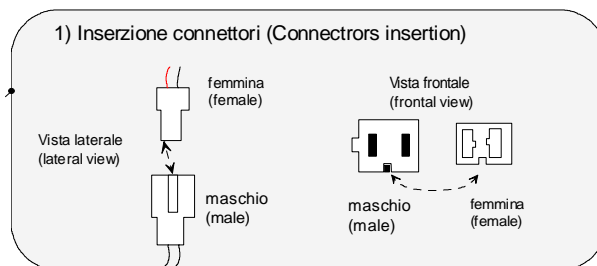 1) Inserzione connettori (Connectrors insertion)
femmina
(female)
Vista laterale
(lateral view)
maschio
(male)
Vista frontale
(frontal view)
maschio
(male)
femmina
(female)